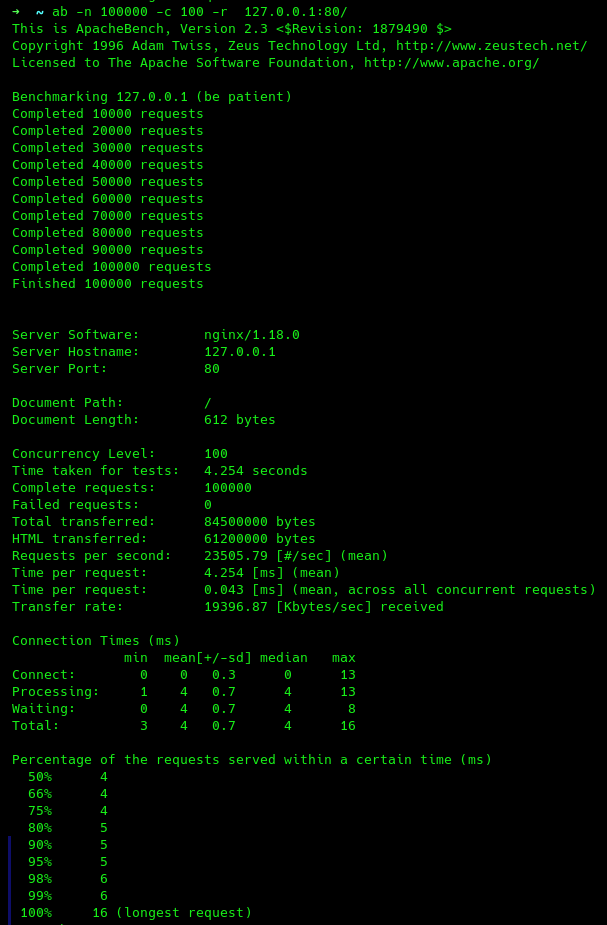 → ~ ab -n 100000 -c 100 -r 127.0.0.1:80/
This is ApacheBench, Version 2.3 <$Revision: 1879490 $>
Copyright 1996 Adam Twiss, Zeus Technology Ltd, http://www.zeustech.net/
Licensed to The Apache Software Foundation, http://www.apache.org/

Benchmarking 127.0.0.1 (be patient)
Completed 10000 requests
Completed 20000 requests
Completed 30000 requests
Completed 40000 requests
Completed 50000 requests
Completed 60000 requests
Completed 70000 requests
Completed 80000 requests
Completed 90000 requests
Completed 100000 requests
Finished 100000 requests

Server Software: nginx/1.18.0
Server Hostname: 127.0.0.1
Server Port: 80

Document Path: /
Document Length: 612 bytes

Concurrency Level: 100
Time taken for tests: 4.254 seconds
Complete requests: 100000
Failed requests: 0
Total transferred: 84500000 bytes
HTML transferred: 61200000 bytes
Requests per second: 23505.79 [#/sec] (mean)
Time per request: 4.254 [ms] (mean)
Time per request: 0.043 [ms] (mean, across all concurrent requests)
Transfer rate: 19396.87 [Kbytes/sec] received

Connection Times (ms)
min mean[+/-sd] median max
Connect: 0 0 0.3 0 13
Processing: 1 4 0.7 4 13
Waiting: 0 4 0.7 4 8
Total: 3 4 0.7 4 16

Percentage of the requests served within a certain time (ms)
50% 4
66% 4
75% 4
80% 5
90% 5
95% 5
98% 6
99% 6
100% 16 (longest request)